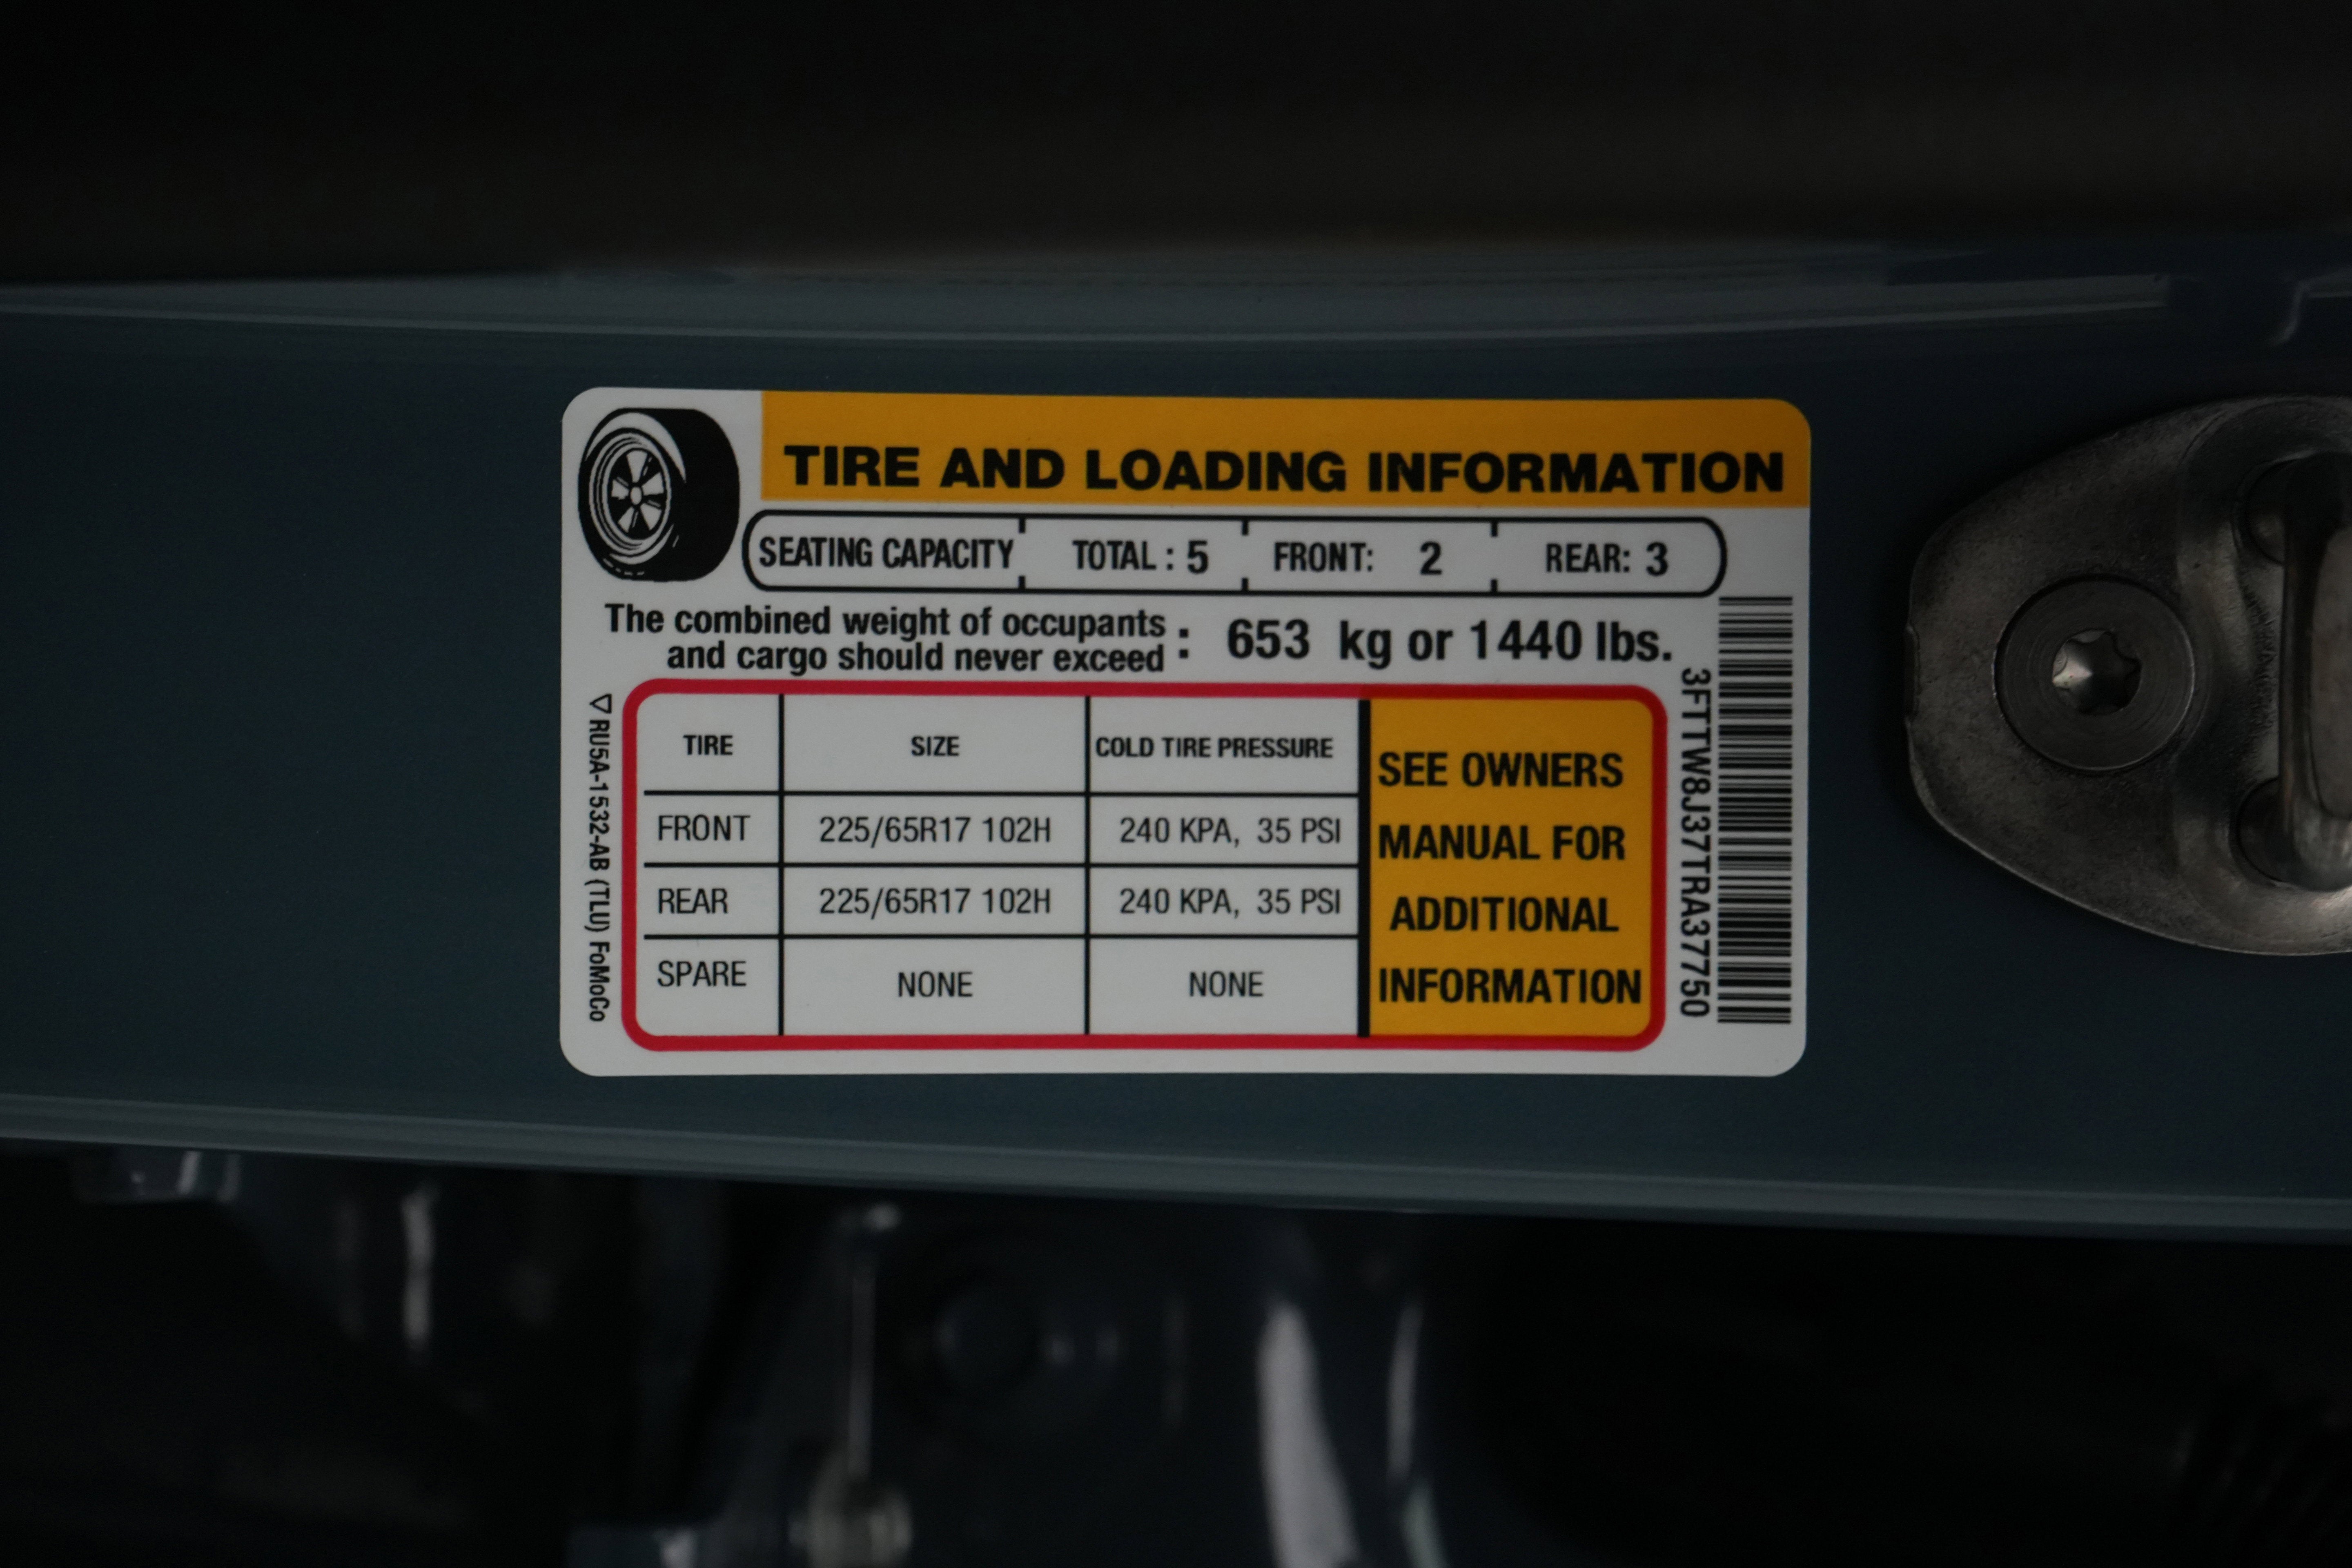 TIRE AND LOADING INFORMATION
SEATING CAPACITY TOTAL : 5 FRONT: 2 REAR: 3
The combined weight of occupants
and cargo should never exceed : 653 kg or 1440 lbs.
TIRE SIZE COLD TIRE PRESSURE
FRONT 225/65R17 102H 240 KPA, 35 PSI
REAR 225/65R17 102H 240 KPA, 35 PSI
SPARE NONE NONE
SEE OWNERS
MANUAL FOR
ADDITIONAL
INFORMATION
3FTTW8J37TRA37750
RU5A-1532-AB (TLU) FoMoCo